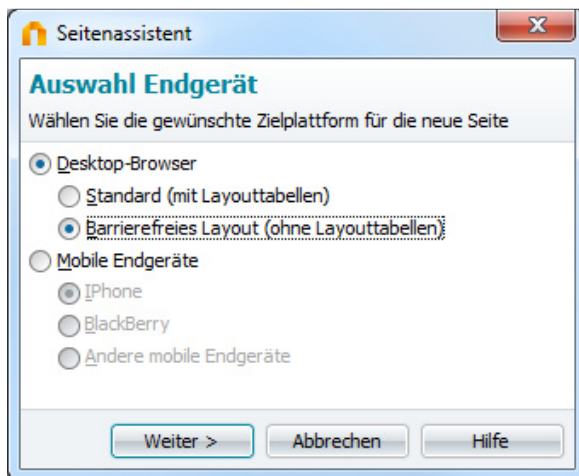 Seitenassistent
Auswahl Endgerät
Wählen Sie die gewünschte Zielplattform für die neue Seite
Desktop-Browser
Standard (mit Layouttabellen)
Barrierefreies Layout (ohne Layouttabellen)
Mobile Endgeräte
IPhone
BlackBerry
Andere mobile Endgeräte
Weiter > Abbrechen Hilfe